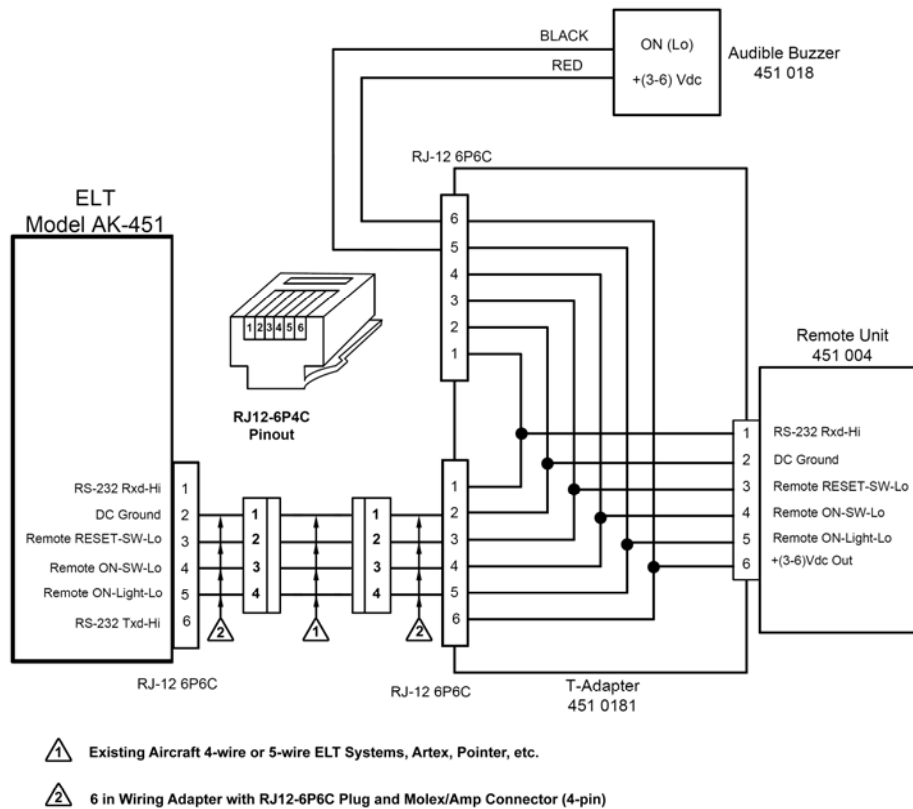 BLACK
RED
ON (Lo)
+(3-6) Vdc
Audible Buzzer
451 018
RJ-12 6P6C
ELT
Model AK-451
6
5
4
3
2
1
1 2 3 4 5 6
RJ12-6P4C
Pinout
Remote Unit
451 004
1 RS-232 Rxd-Hi
2 DC Ground
3 Remote RESET-SW-Lo
4 Remote ON-SW-Lo
5 Remote ON-Light-Lo
6 +(3-6)Vdc Out
RS-232 Rxd-Hi 1
DC Ground 2
Remote RESET-SW-Lo 3
Remote ON-SW-Lo 4
Remote ON-Light-Lo 5
RS-232 Txd-Hi 6
1
2
3
4
1
2
3
4
1
2
3
4
5
6
2
1
2
RJ-12 6P6C
RJ-12 6P6C
T-Adapter
451 0181
1 Existing Aircraft 4-wire or 5-wire ELT Systems, Artex, Pointer, etc.
2 6 in Wiring Adapter with RJ12-6P6C Plug and Molex/Amp Connector (4-pin)